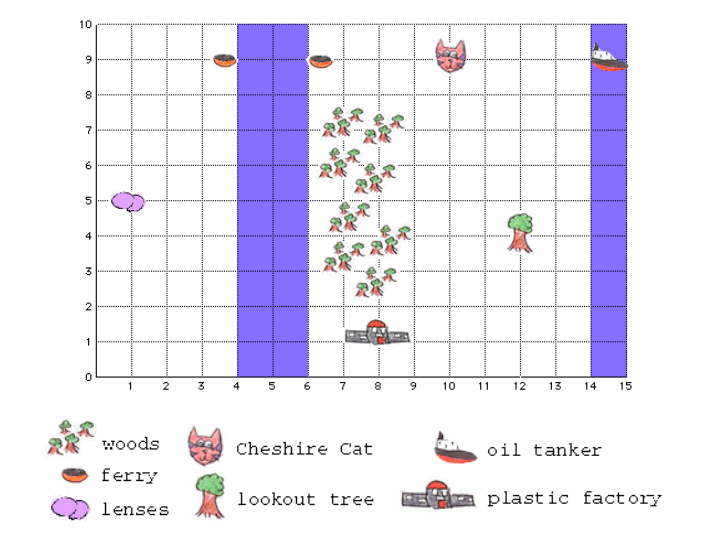 10
9
8
7
6
5
4
3
2
1
0
1 2 3 4 5 6 7 8 9 10 11 12 13 14 15
woods Cheshire Cat oil tanker
ferry
lookout tree plastic factory
lenses